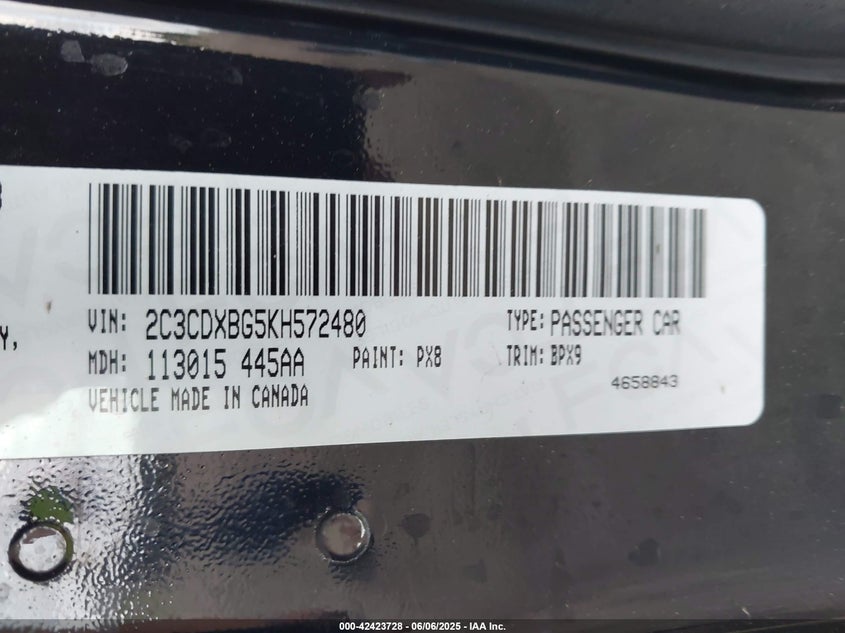 VIN: 2C3CDXBG5KH572480 TYPE: PASSENGER CAR
Y,
MDH: 113015 445AA PAINT: PX8 TRIM: BPX9
VEHICLE MADE IN CANADA 4658843
000-42423728 - 06/06/2025 - IAA Inc.